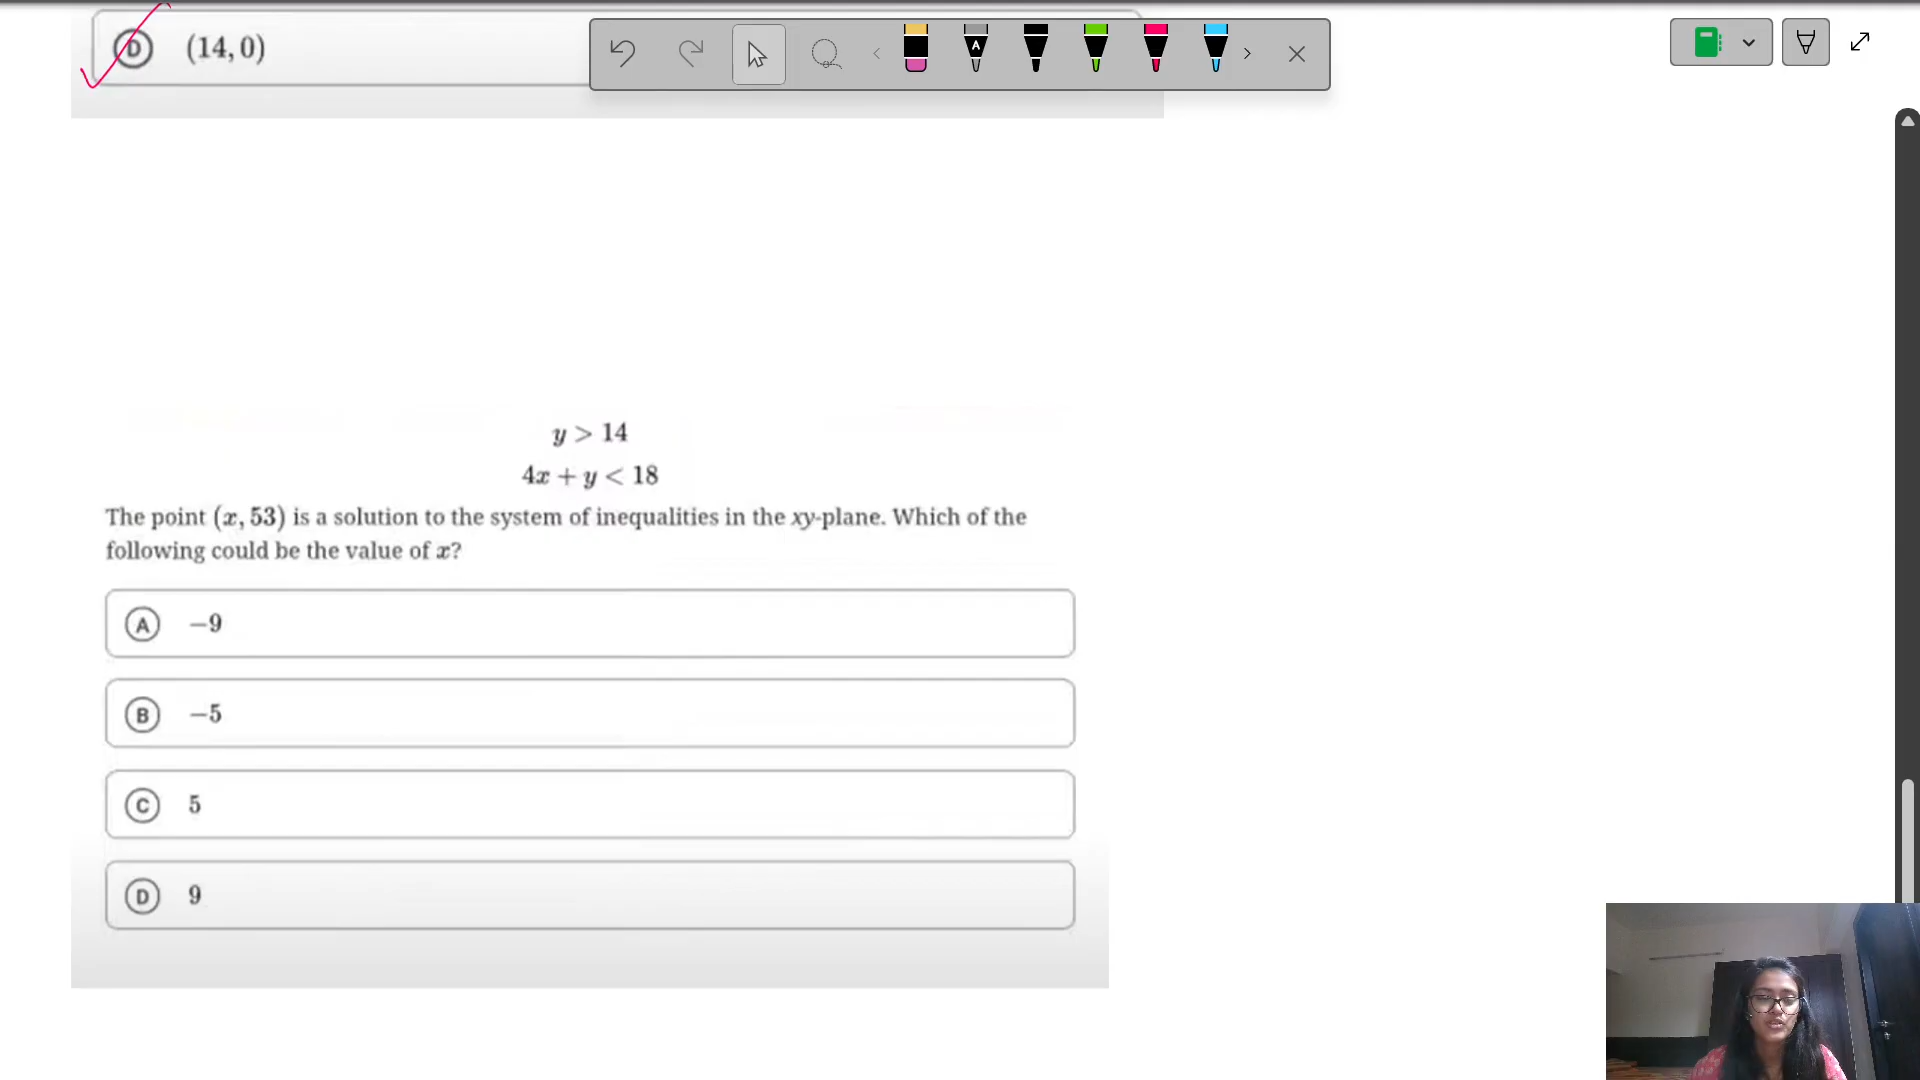 D (14, 0)
A
y > 14
4x + y < 18
The point (x, 53) is a solution to the system of inequalities in the xy-plane. Which of the
following could be the value of x?
A −9
B −5
C 5
D 9